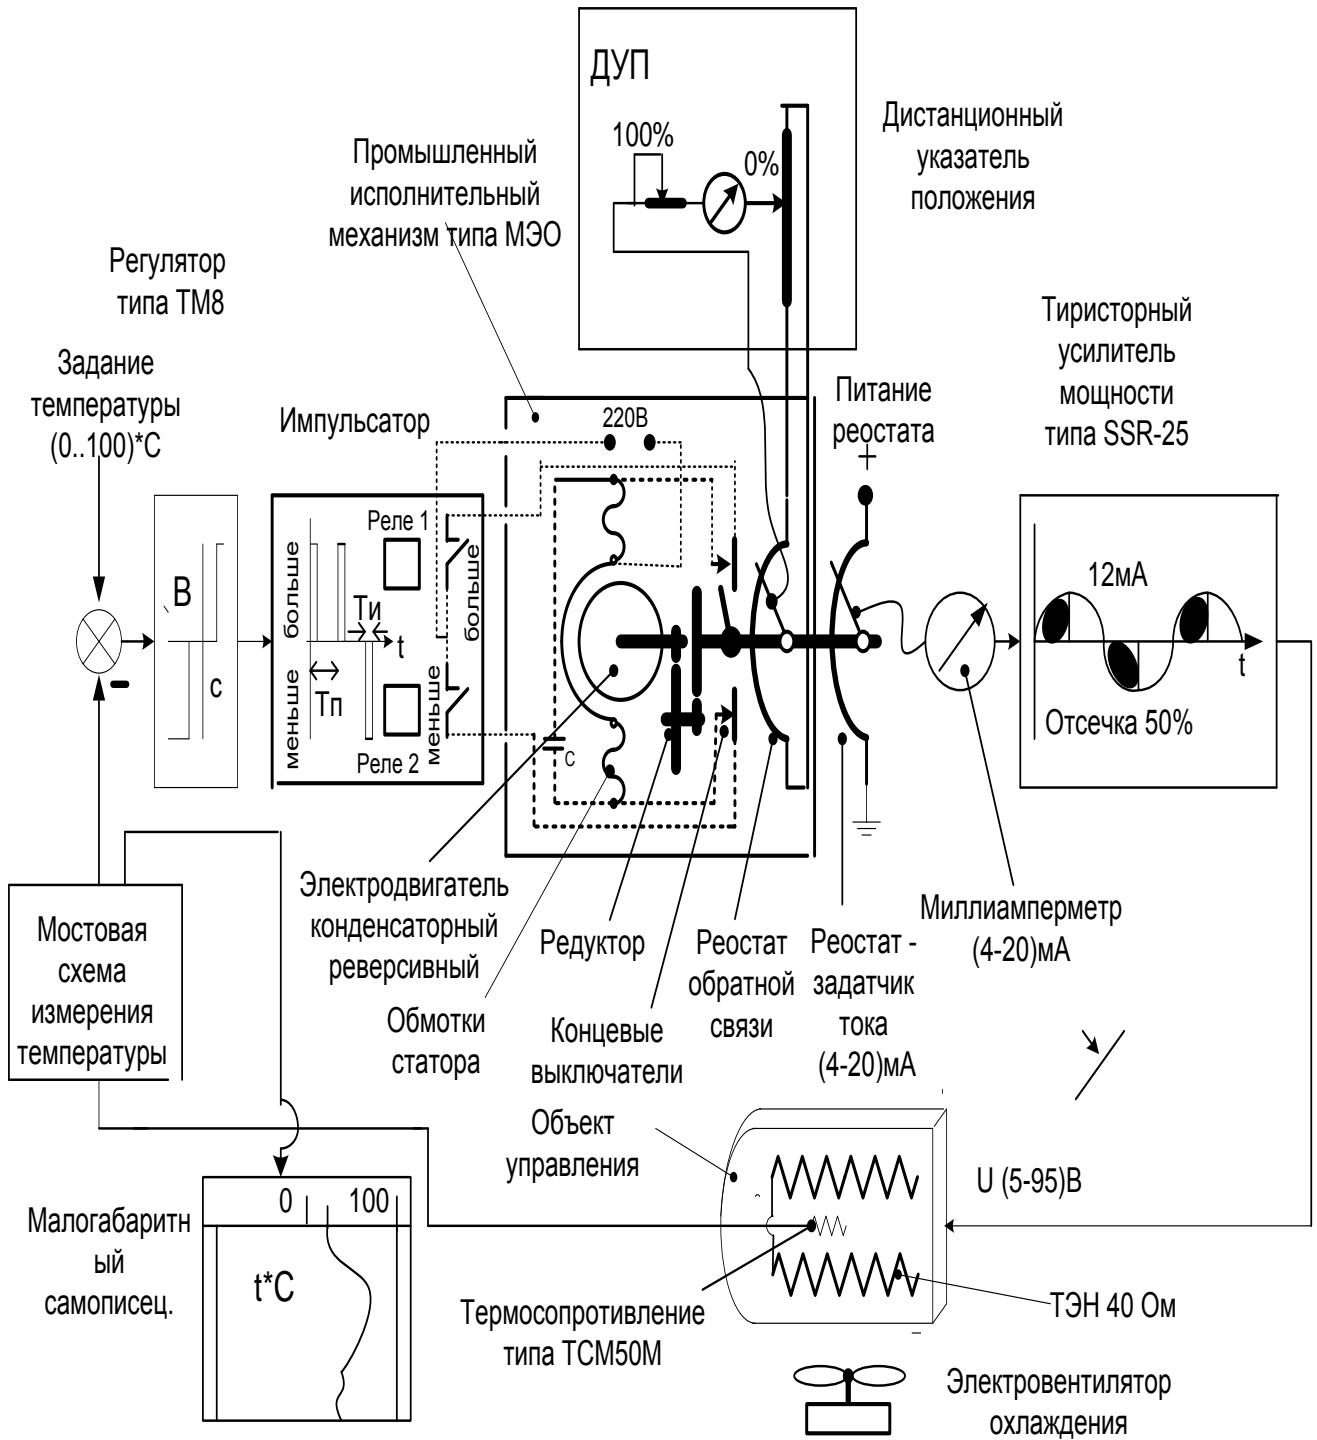 ДУП
100%
0%
Дистанционный
указатель
положения
Промышленный
исполнительный
механизм типа МЭО
Регулятор
типа ТМ8
Задание
температуры
(0..100)*С
Импульсатор
220В
Питание
реостата
+
Тиристорный
усилитель
мощности
типа SSR-25
В
с
больше
меньше
Реле 1
Tи
t
Тп
Реле 2
больше
меньше
С
12мА
t
Отсечка 50%
Мостовая
схема
измерения
температуры
Электродвигатель
конденсаторный
реверсивный
Обмотки
статора
Редуктор
Концевые
выключатели
Реостат
обратной
связи
Реостат -
задатчик
тока
(4-20)мА
Миллиамперметр
(4-20)мА
Объект
управления
U (5-95)В
Малогабаритн
ый
самописец.
0
100
t*C
Термосопротивление
типа ТСМ50М
ТЭН 40 Ом
Электровентилятор
охлаждения